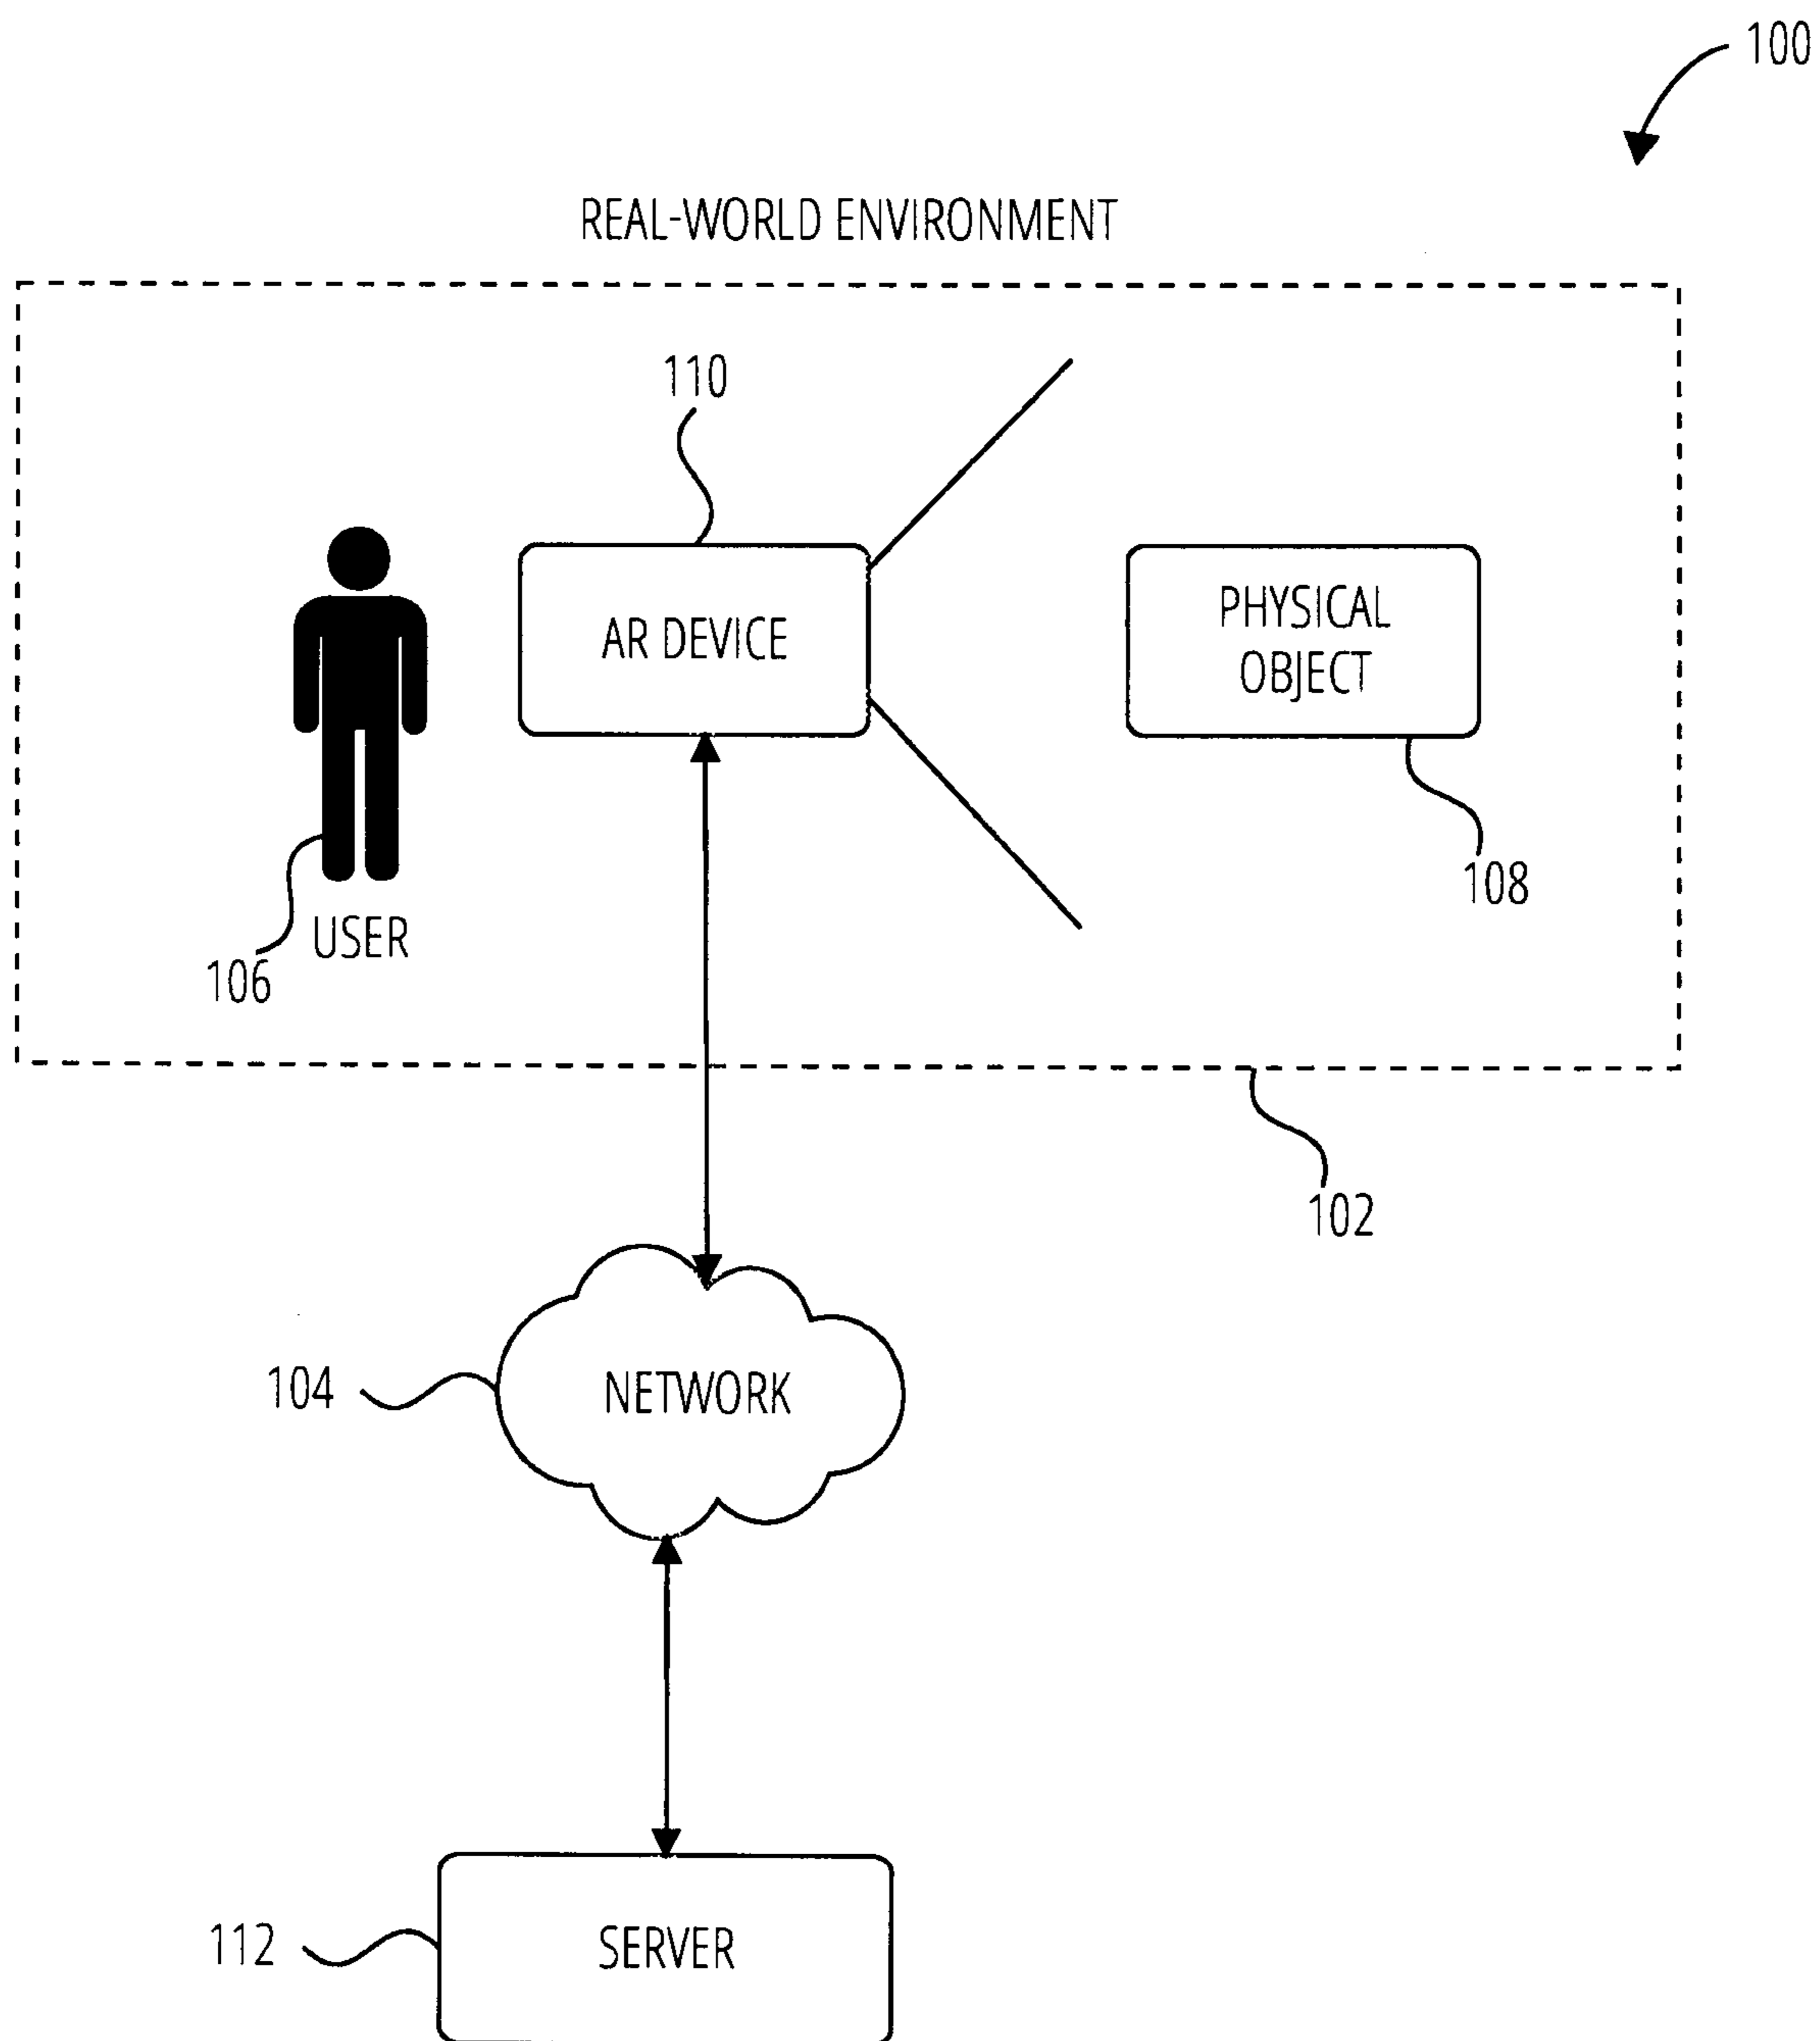 100
REAL-WORLD ENVIRONMENT
110
AR DEVICE
PHYSICAL
OBJECT
108
USER
106
102
104
NETWORK
112
SERVER